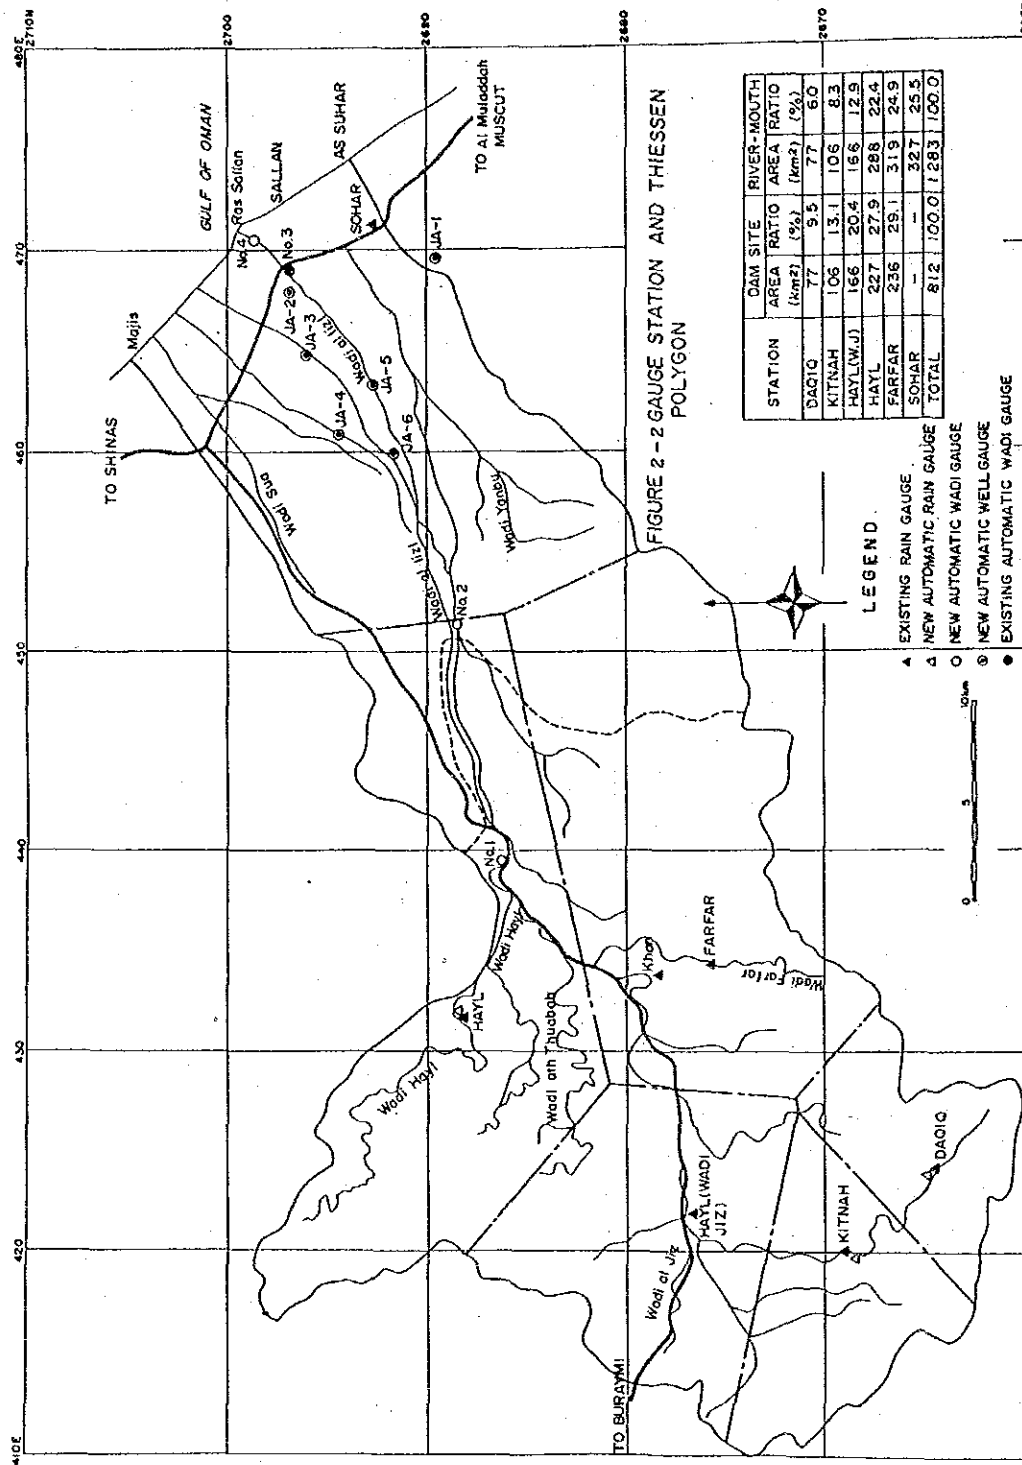 480E
470
460
450
440
430
420
410E
2710N
2700
2690
2680
2670
GULF OF OMAN
Ras Sallan
SALLAN
AS SUHAR
TO Al Muladdah
MUSCUT
SOHAR
No.4
No.3
JA-1
JA-2
JA-3
JA-4
JA-5
JA-6
Majis
TO SHINAS
Wadi Sua
Wadi al Jizi
Wadi al Jizi
Wadi Yanbu
No.2
No.1
Wadi Hayl
Wadi Hayl
HAYL
Wadi ath Thuabah
Khan
FARFAR
Wadi Farfar
HAYL(WADI
JIZ)
Wadi al Jiz
TO BURAYMI
KITNAH
DAQIQ
FIGURE 2-2 GAUGE STATION AND THIESSEN
POLYGON
STATION DAM SITE RIVER-MOUTH
AREA (km²) RATIO (%) AREA (km²) RATIO (%)
DAQIQ 77 9.5 77 6.0
KITNAH 106 13.1 106 8.3
HAYL(W.J) 166 20.4 166 12.9
HAYL 227 27.9 288 22.4
FARFAR 236 29.1 319 24.9
SOHAR – – 327 25.5
TOTAL 812 100.0 1283 100.0
LEGEND
▲ EXISTING RAIN GAUGE
△ NEW AUTOMATIC RAIN GAUGE
○ NEW AUTOMATIC WADI GAUGE
◎ NEW AUTOMATIC WELL GAUGE
● EXISTING AUTOMATIC WADI GAUGE
0 5 10km